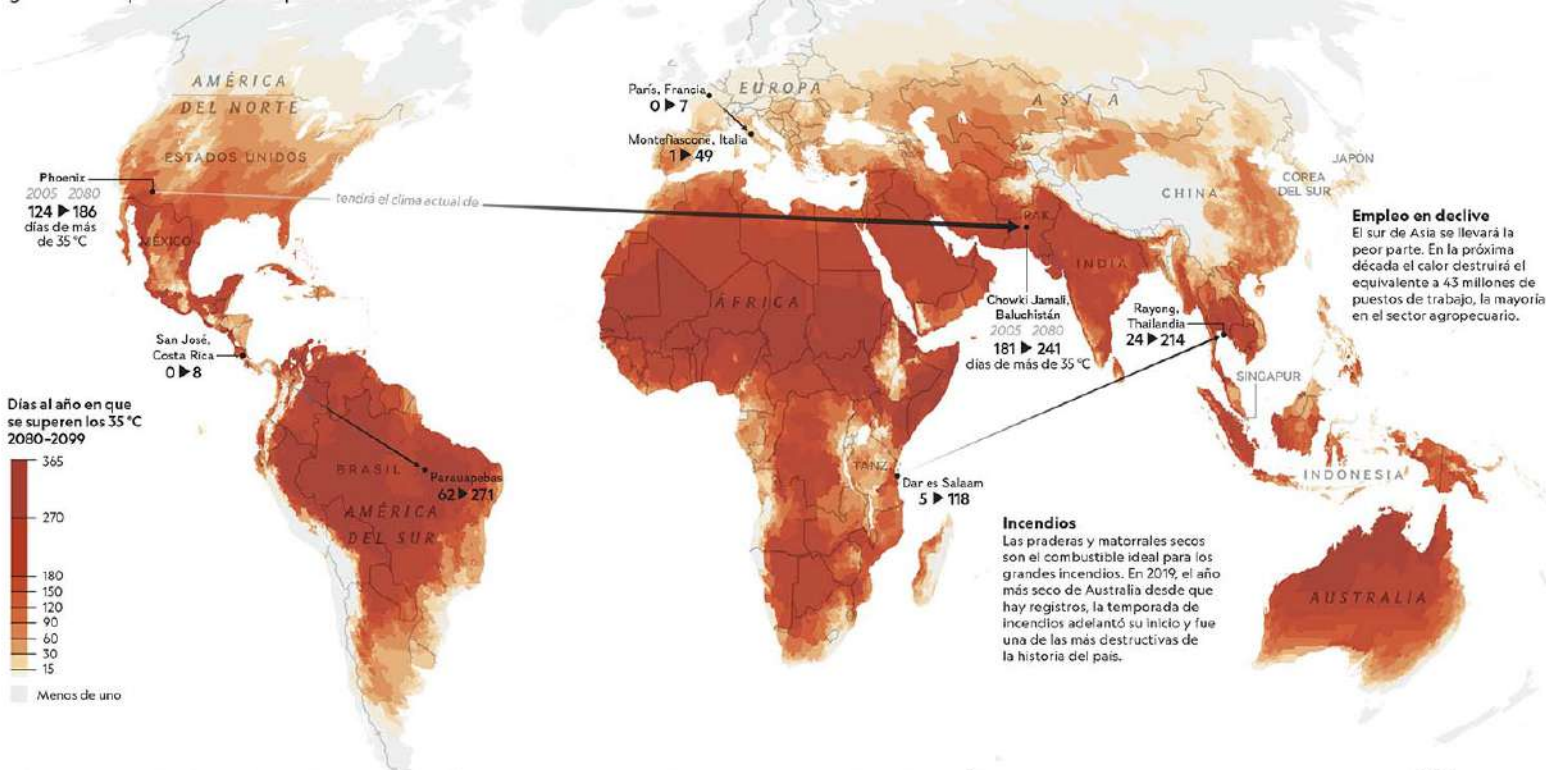 AMÉRICA
DEL NORTE
ESTADOS UNIDOS
Phoenix
2005 2080
124 ▶ 186
días de más
de 35 °C
MÉXICO
tendrá el clima actual de
San José,
Costa Rica
0 ▶ 8
Días al año en que
se superen los 35 °C
2080-2099
365
270
180
150
120
90
60
30
15
Menos de uno
BRASIL
Parauapebas
62 ▶ 271
AMÉRICA
DEL SUR
París, Francia
0 ▶ 7
EUROPA
Montefiascone, Italia
1 ▶ 49
ASIA
ÁFRICA
TANZ.
Dar es Salaam
5 ▶ 118
PAK.
INDIA
CHINA
JAPÓN
COREA
DEL SUR
Chowki Jamali,
Baluchistán
2005 2080
181 ▶ 241
días de más de 35 °C
Rayong,
Thailandia
24 ▶ 214
SINGAPUR
INDONESIA
AUSTRALIA
Empleo en declive
El sur de Asia se llevará la
peor parte. En la próxima
década el calor destruirá el
equivalente a 43 millones de
puestos de trabajo, la mayoría
en el sector agropecuario.
Incendios
Las praderas y matorrales secos
son el combustible ideal para los
grandes incendios. En 2019, el año
más seco de Australia desde que
hay registros, la temporada de
incendios adelantó su inicio y fue
una de las más destructivas de
la historia del país.